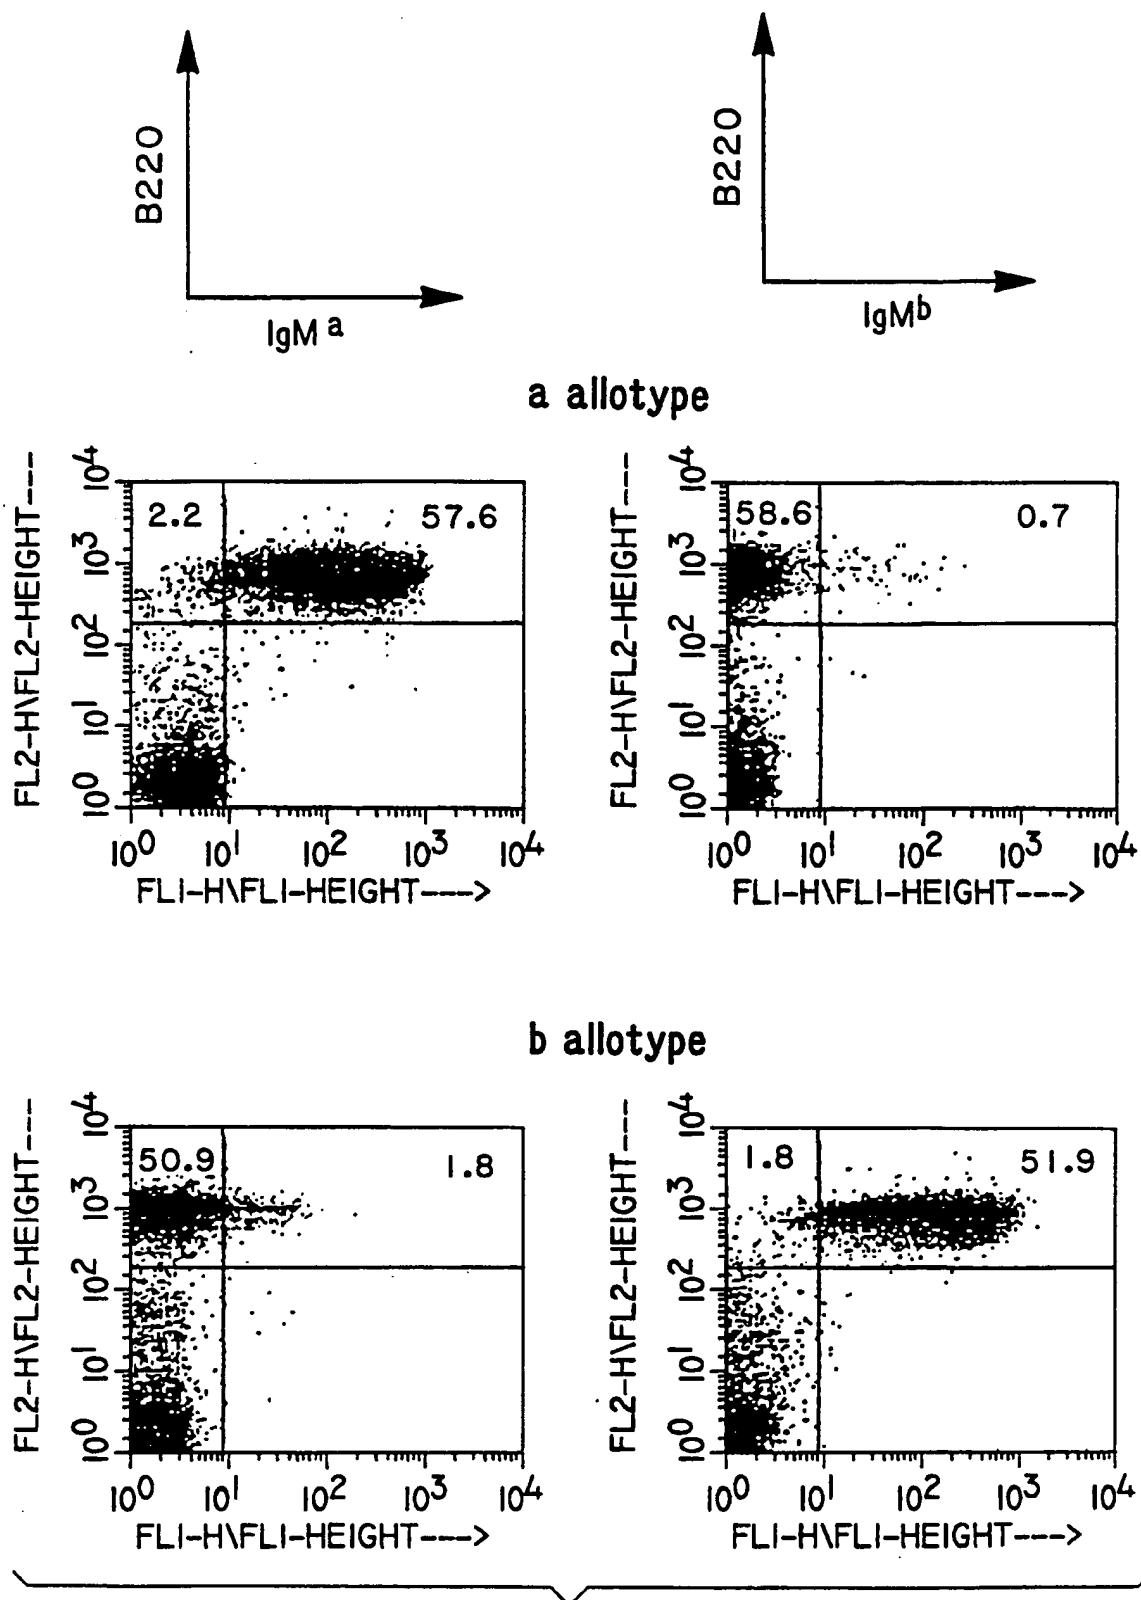 B220
IgM a
B220
IgM b
a allotype
FL2-H\FL2-HEIGHT---
10⁴
10³
10²
10¹
10⁰
2.2
57.6
10⁰ 10¹ 10² 10³ 10⁴
FL1-H\FL1-HEIGHT---->
FL2-H\FL2-HEIGHT---
10⁴
10³
10²
10¹
10⁰
58.6
0.7
10⁰ 10¹ 10² 10³ 10⁴
FL1-H\FL1-HEIGHT---->
b allotype
FL2-H\FL2-HEIGHT---
10⁴
10³
10²
10¹
10⁰
50.9
1.8
10⁰ 10¹ 10² 10³ 10⁴
FL1-H\FL1-HEIGHT---->
FL2-H\FL2-HEIGHT---
10⁴
10³
10²
10¹
10⁰
1.8
51.9
10⁰ 10¹ 10² 10³ 10⁴
FL1-H\FL1-HEIGHT---->